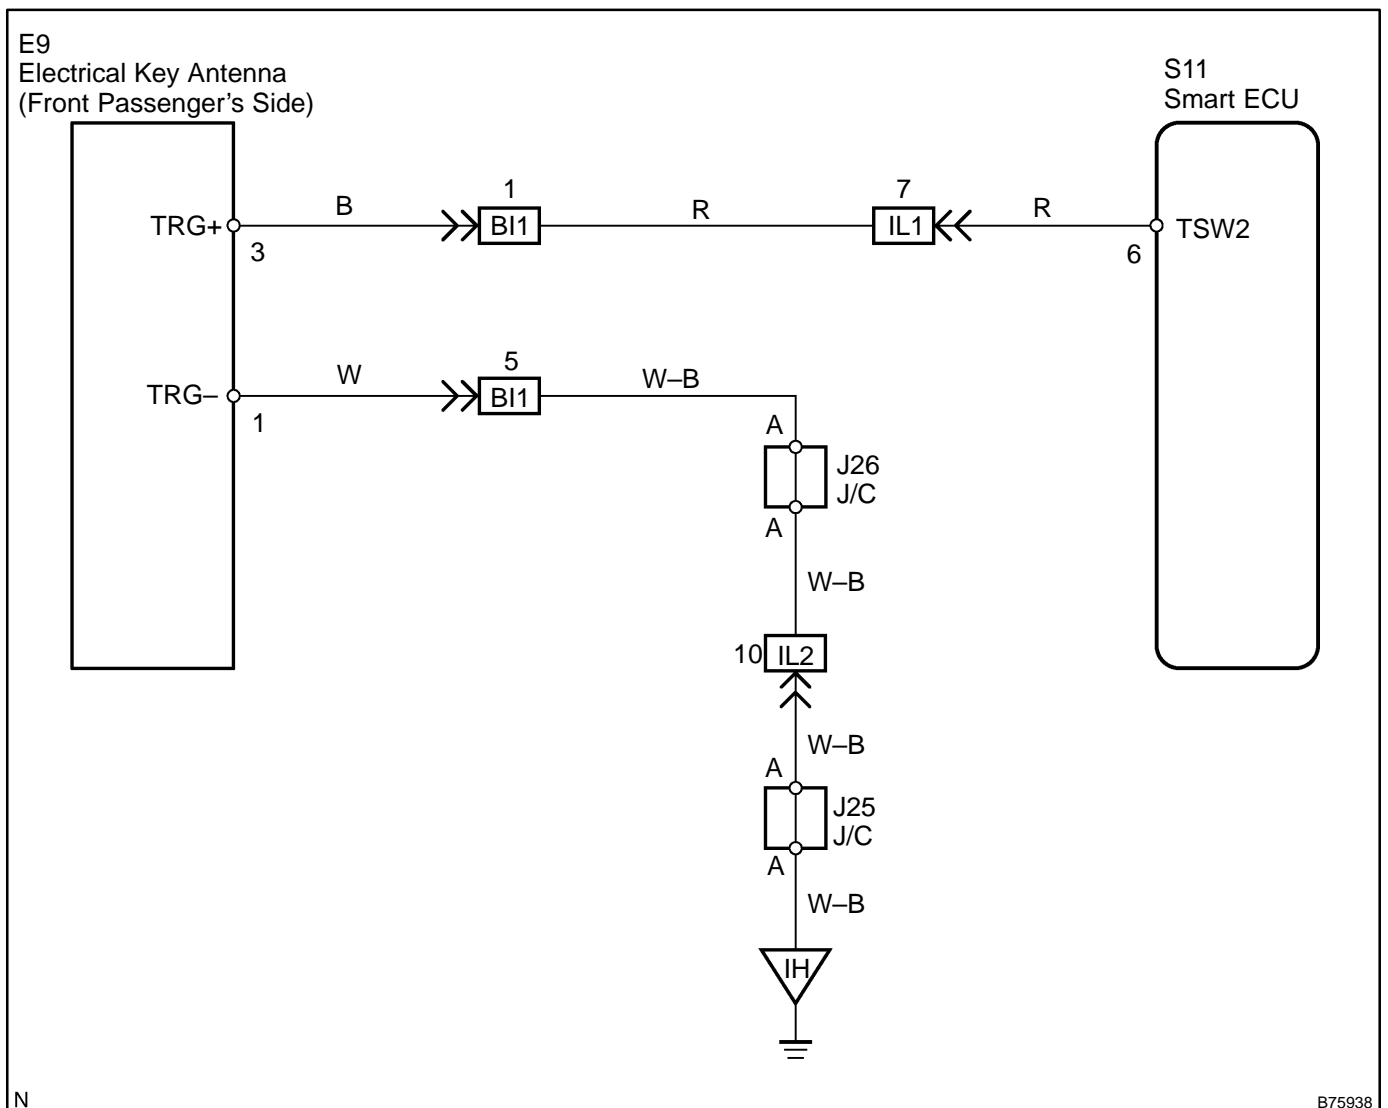 E9
Electrical Key Antenna
(Front Passenger’s Side)
S11
Smart ECU
TRG+
3
B
1
BI1
R
7
IL1
R
6
TSW2
TRG–
1
W
5
BI1
W–B
A
J26
J/C
A
W–B
10
IL2
W–B
A
J25
J/C
A
W–B
IH
N
B75938